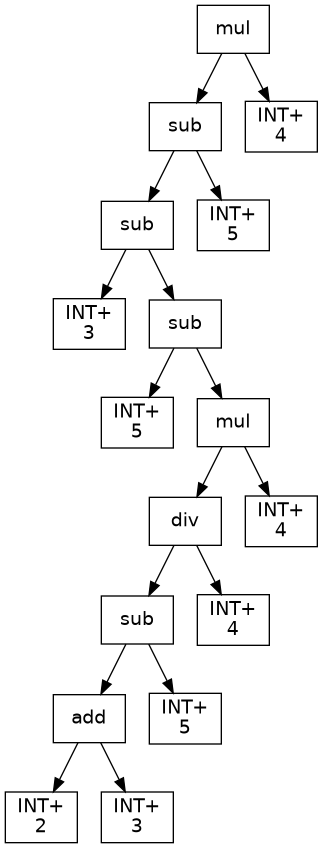 mul
sub
INT+
4
sub
INT+
5
INT+
3
sub
INT+
5
mul
div
INT+
4
sub
INT+
4
add
INT+
5
INT+
2
INT+
3